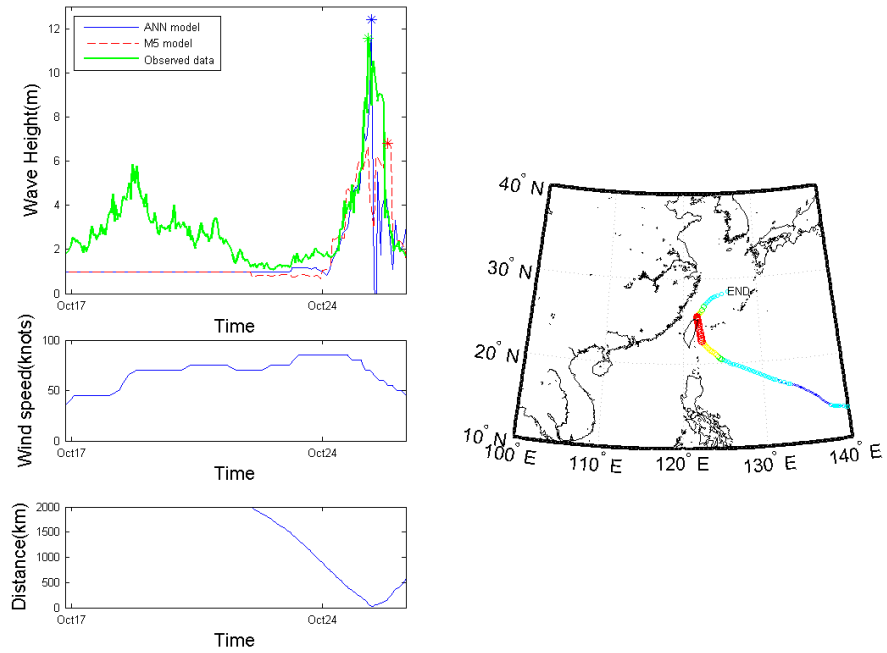 ANN model
M5 model
Observed data
Wave Height(m)
12
10
8
6
4
2
0
Oct17
Oct24
Time
Wind speed(knots)
100
50
0
Oct17
Oct24
Time
Distance(km)
2000
1500
1000
500
0
Oct17
Oct24
Time
40° N
30° N
20° N
10° N
100° E
110° E
120° E
130° E
140° E
END